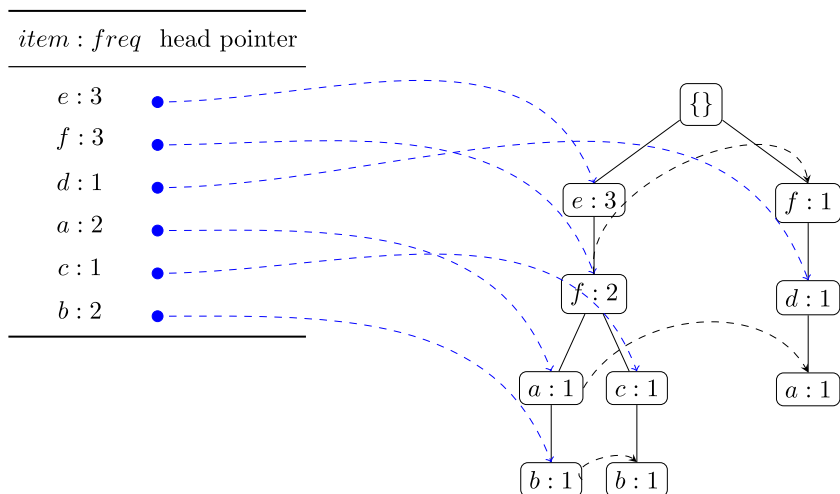 item : freq head pointer
e : 3
f : 3
d : 1
a : 2
c : 1
b : 2
{}
e : 3
f : 1
f : 2
d : 1
a : 1
c : 1
a : 1
b : 1
b : 1